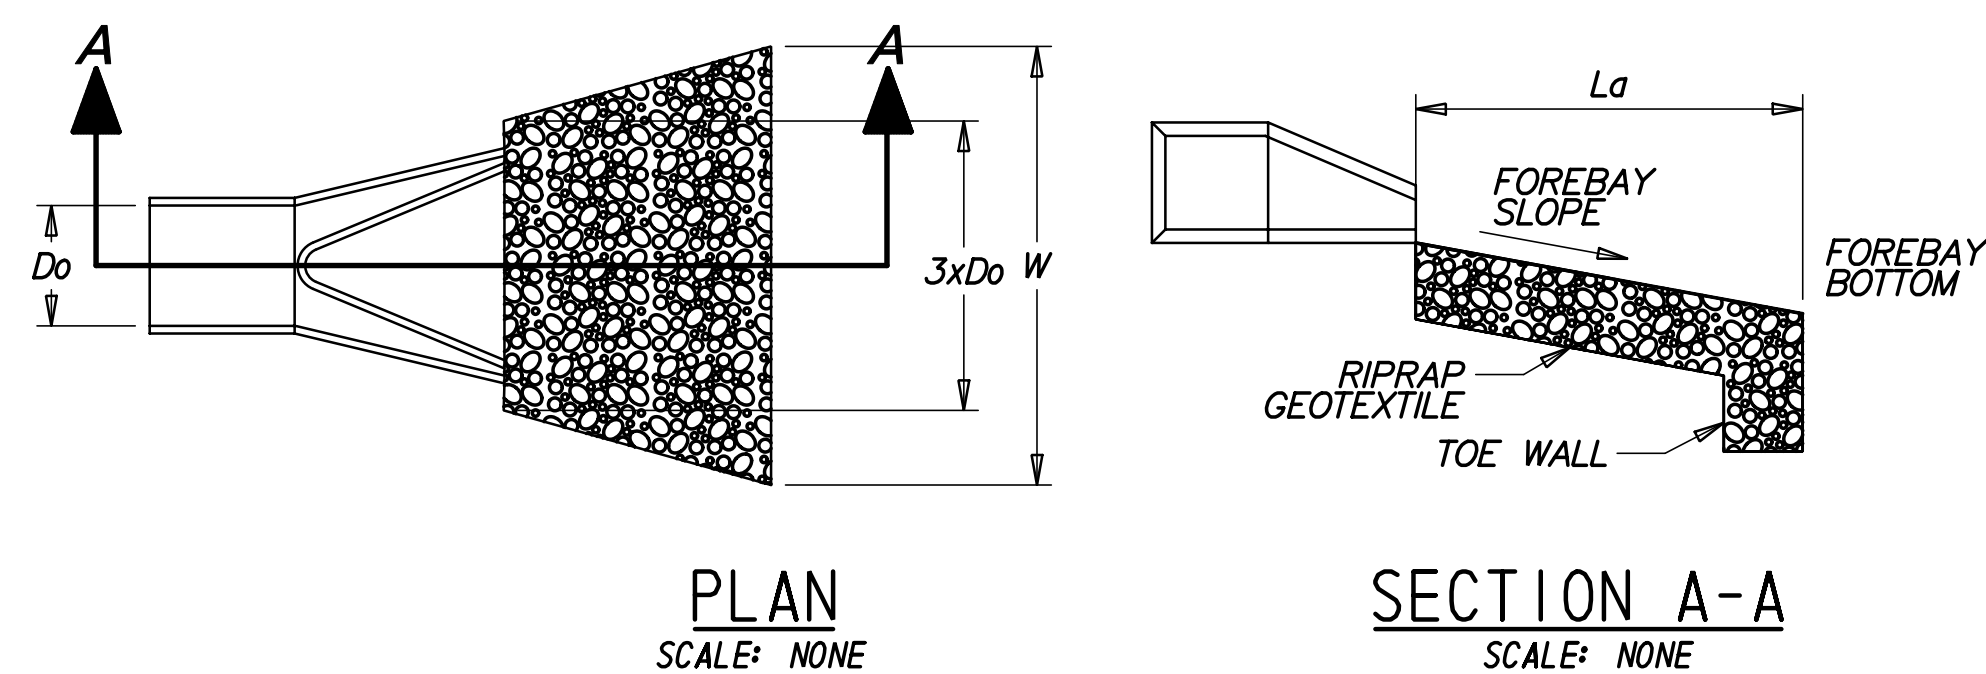 A
A
Do
3xDo
W
PLAN
SCALE: NONE
La
FOREBAY
SLOPE
FOREBAY
BOTTOM
RIPRAP
GEOTEXTILE
TOE WALL
SECTION A-A
SCALE: NONE